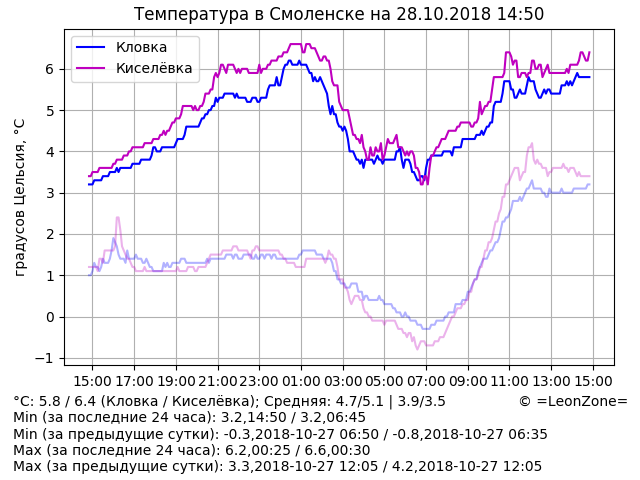 Температура в Смоленске на 28.10.2018 14:50
Кловка
Киселёвка
градусов Цельсия, °C
6
5
4
3
2
1
0
−1
15:00 17:00 19:00 21:00 23:00 01:00 03:00 05:00 07:00 09:00 11:00 13:00 15:00
°C: 5.8 / 6.4 (Кловка / Киселёвка); Средняя: 4.7/5.1 | 3.9/3.5 © =LeonZone=
Min (за последние 24 часа): 3.2,14:50 / 3.2,06:45
Min (за предыдущие сутки): -0.3,2018-10-27 06:50 / -0.8,2018-10-27 06:35
Max (за последние 24 часа): 6.2,00:25 / 6.6,00:30
Max (за предыдущие сутки): 3.3,2018-10-27 12:05 / 4.2,2018-10-27 12:05